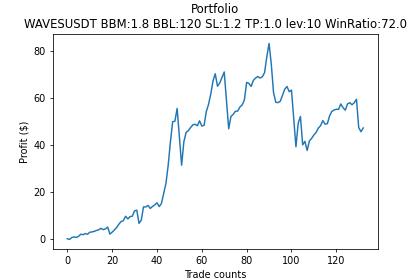 Portfolio
WAVESUSDT BBM:1.8 BBL:120 SL:1.2 TP:1.0 lev:10 WinRatio:72.0
80
60
40
20
0
Profit ($)
0 20 40 60 80 100 120
Trade counts